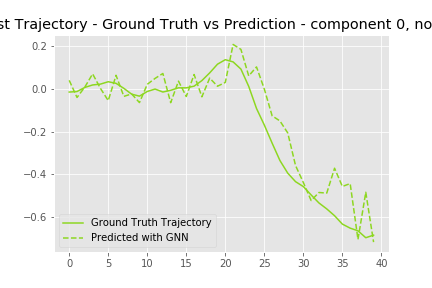 st Trajectory - Ground Truth vs Prediction - component 0, no
0.2
0.0
−0.2
−0.4
−0.6
Ground Truth Trajectory
Predicted with GNN
0 5 10 15 20 25 30 35 40